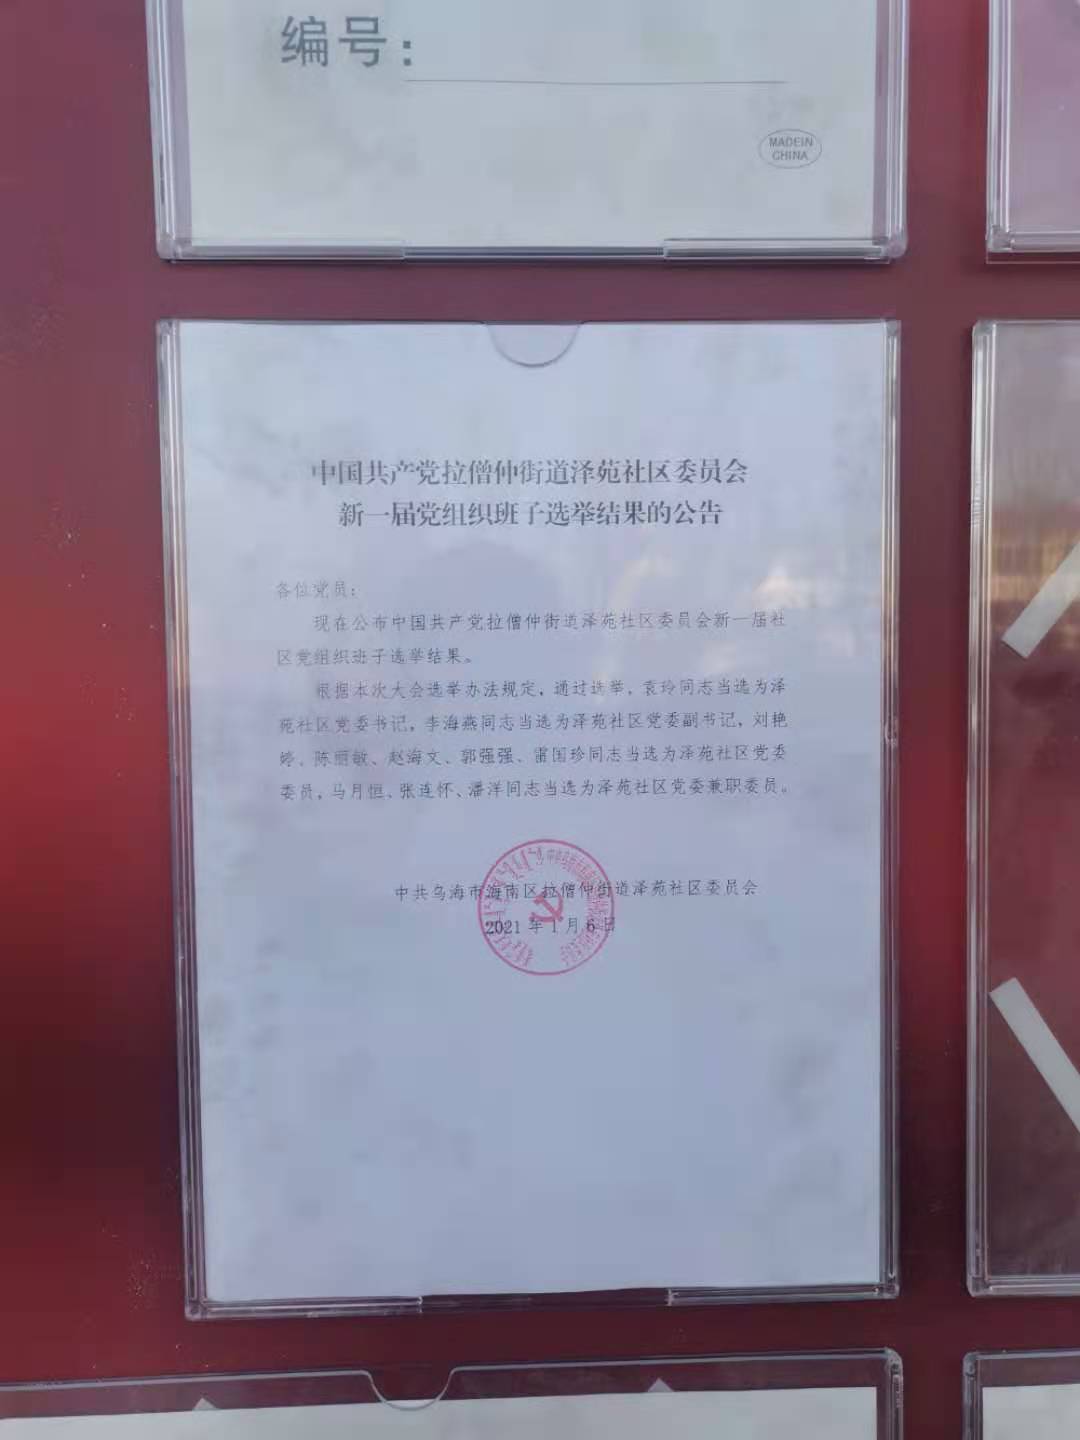 编号：
MADE IN
CHINA
中国共产党拉僧仲街道泽苑社区委员会
新一届党组织班子选举结果的公告
各位党员：
现在公布中国共产党拉僧仲街道泽苑社区委员会新一届社
区党组织班子选举结果。
根据本次大会选举办法规定，通过选举，袁玲同志当选为泽
苑社区党委书记，李海燕同志当选为泽苑社区党委副书记，刘艳
婷、陈丽敏、赵海文、郭强强、雷国珍同志当选为泽苑社区党委
委员，马月恒、张连怀、潘洋同志当选为泽苑社区党委兼职委员。
中共乌海市海南区拉僧仲街道泽苑社区委员会
2021年1月6日